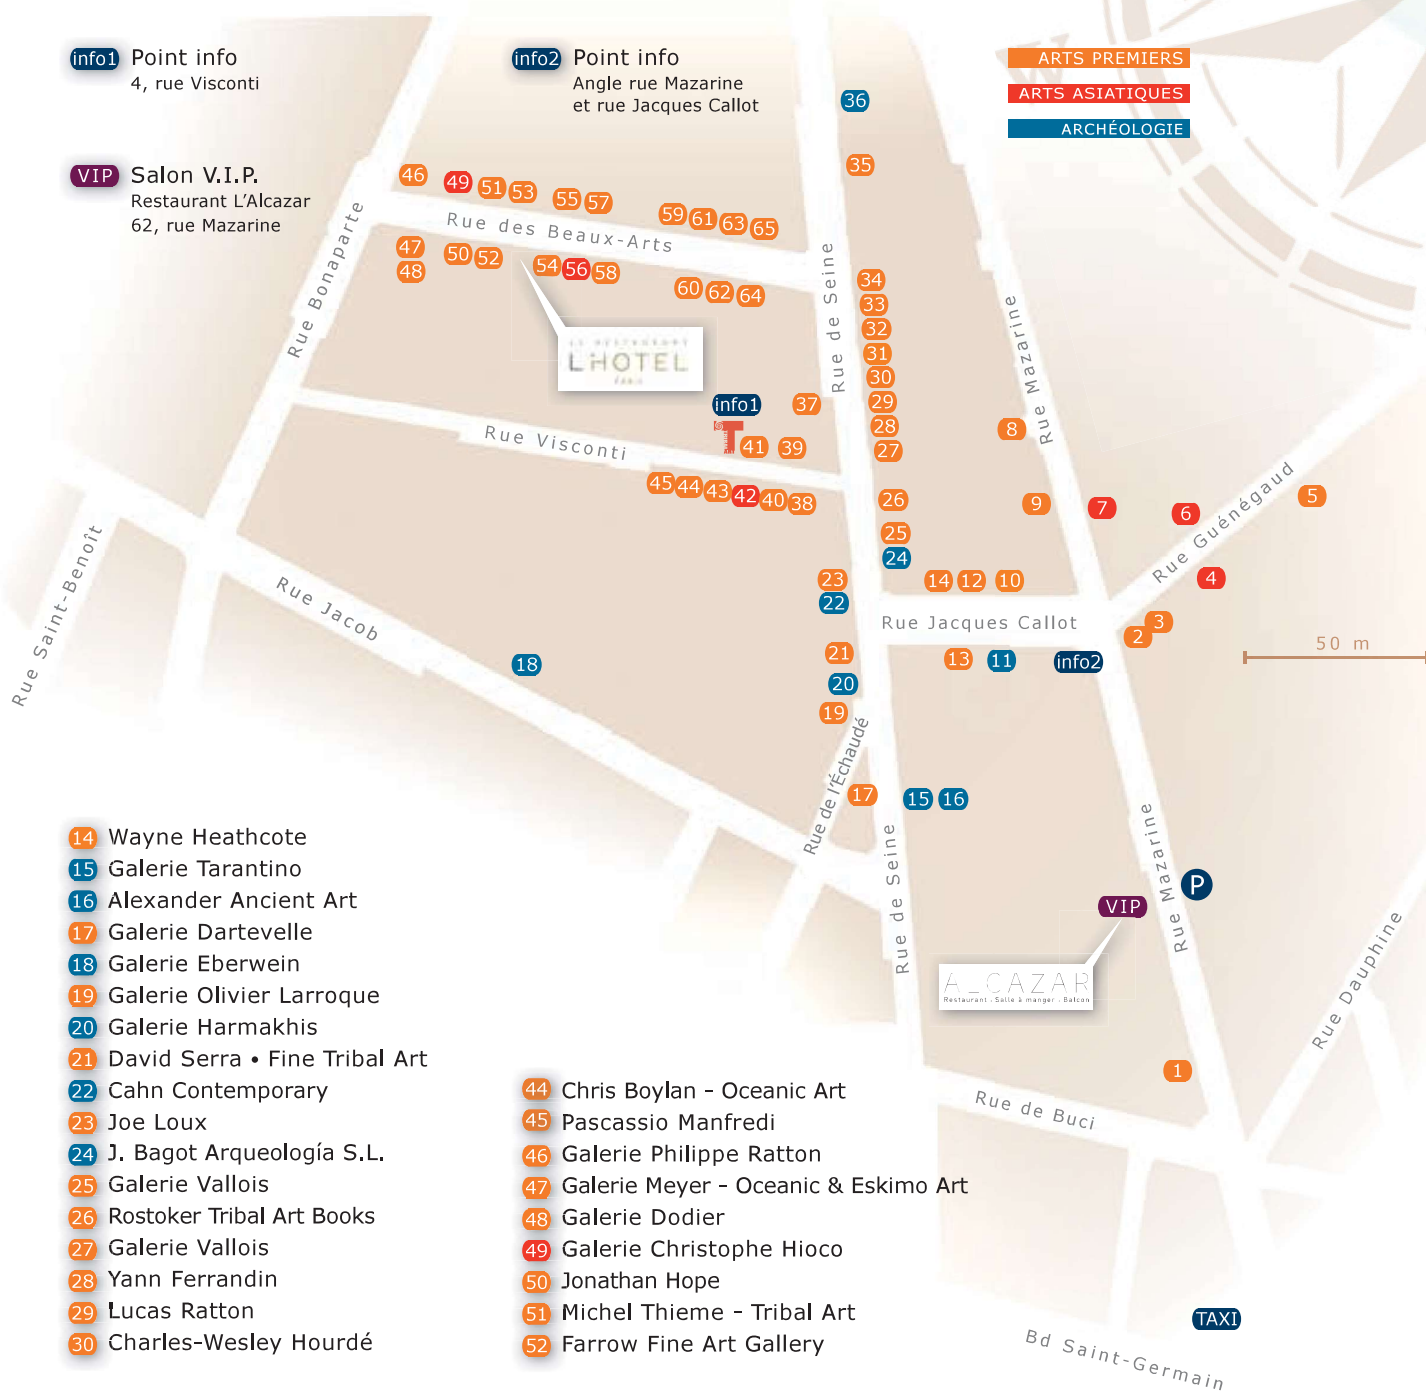 info1 Point info
4, rue Visconti
info2 Point info
Angle rue Mazarine
et rue Jacques Callot
VIP Salon V.I.P.
Restaurant L'Alcazar
62, rue Mazarine
ARTS PREMIERS
ARTS ASIATIQUES
ARCHÉOLOGIE
W
36
35
46 49 51 53 55 57 59 61 63 65
Rue des Beaux-Arts
47 50 52 54 56 58 60 62 64
48
Rue Bonaparte
Rue de Seine
34
33
32
31
30
29
28
27
26
25
24
LE RESTAURANT
L'HOTEL
PARIS
info1 37
T
41 39
Rue Visconti
45 44 43 42 40 38
Rue Mazarine
8
9
7
6
5
4
Rue Guénégaud
3
2
Rue Saint-Benoît
Rue Jacob
18
23
22
21
20
19
14 12 10
Rue Jacques Callot
13 11 info2
50 m
Rue de l'Échaudé
17
15 16
Rue de Seine
Rue Mazarine
P
VIP
ALCAZAR
Restaurant . Salle à manger . Balcon
Rue Dauphine
1
Rue de Buci
TAXI
Bd Saint-Germain
14 Wayne Heathcote
15 Galerie Tarantino
16 Alexander Ancient Art
17 Galerie Dartevelle
18 Galerie Eberwein
19 Galerie Olivier Larroque
20 Galerie Harmakhis
21 David Serra • Fine Tribal Art
22 Cahn Contemporary
23 Joe Loux
24 J. Bagot Arqueología S.L.
25 Galerie Vallois
26 Rostoker Tribal Art Books
27 Galerie Vallois
28 Yann Ferrandin
29 Lucas Ratton
30 Charles-Wesley Hourdé
44 Chris Boylan - Oceanic Art
45 Pascassio Manfredi
46 Galerie Philippe Ratton
47 Galerie Meyer - Oceanic & Eskimo Art
48 Galerie Dodier
49 Galerie Christophe Hioco
50 Jonathan Hope
51 Michel Thieme - Tribal Art
52 Farrow Fine Art Gallery